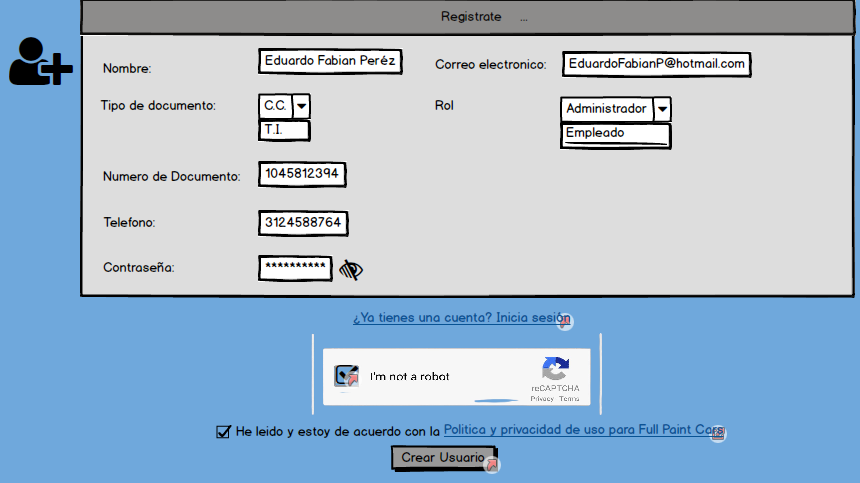 Registrate ...
Nombre: Eduardo Fabian Peréz Correo electronico: EduardoFabianP@hotmail.com
Tipo de documento: C.C. Rol Administrador
T.I. Empleado
Numero de Documento: 1045812394
Telefono: 3124588764
Contraseña: **********
¿Ya tienes una cuenta? Inicia sesión
I'm not a robot
reCAPTCHA
Privacy Terms
He leido y estoy de acuerdo con la Politica y privacidad de uso para Full Paint Cars
Crear Usuario